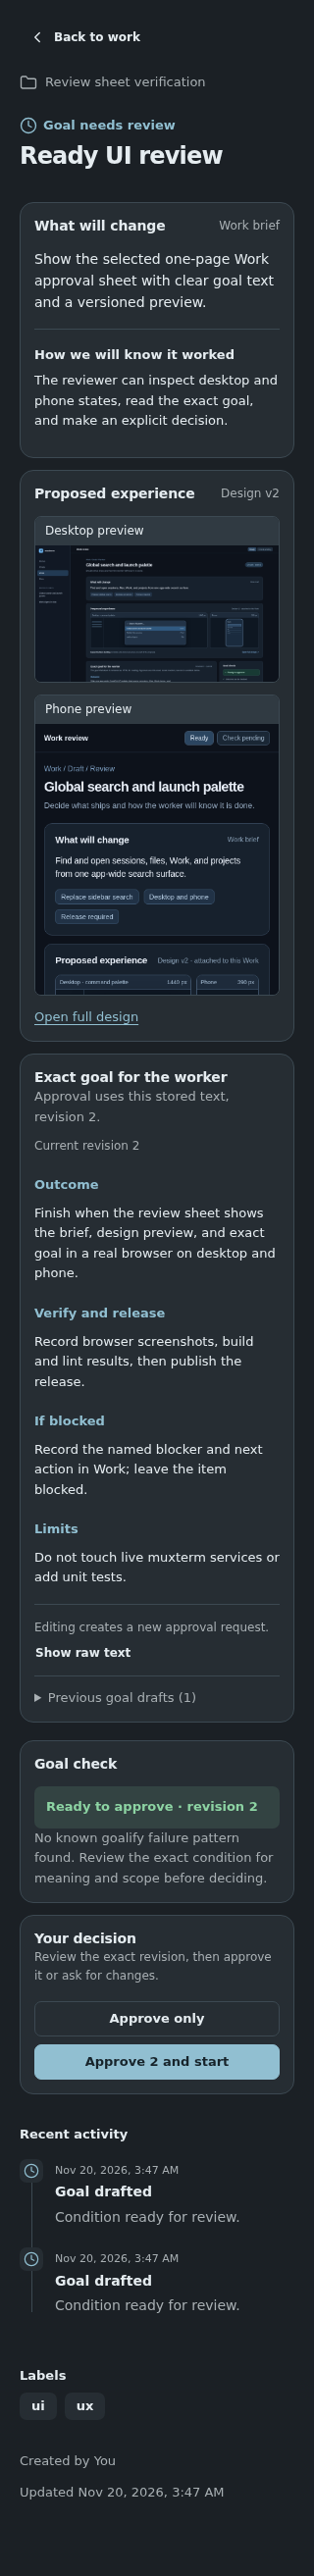 Back to work
Review sheet verification
Goal needs review
Ready UI review
What will change
Work brief
Show the selected one-page Work
approval sheet with clear goal text
and a versioned preview.
How we will know it worked
The reviewer can inspect desktop and
phone states, read the exact goal,
and make an explicit decision.
Proposed experience
Design v2
Desktop preview
Global search and launch palette
Phone preview
Work review
Ready
Check pending
Work / Draft / Review
Global search and launch palette
Decide what ships and how the worker will know it is done.
What will change
Work brief
Find and open sessions, files, Work, and projects
from one app-wide search surface.
Replace sidebar search
Desktop and phone
Release required
Proposed experience
Design v2 · attached to this Work
Desktop · command palette
1440 px
Phone
390 px
Open full design
Exact goal for the worker
Approval uses this stored text,
revision 2.
Current revision 2
Outcome
Finish when the review sheet shows
the brief, design preview, and exact
goal in a real browser on desktop and
phone.
Verify and release
Record browser screenshots, build
and lint results, then publish the
release.
If blocked
Record the named blocker and next
action in Work; leave the item
blocked.
Limits
Do not touch live muxterm services or
add unit tests.
Editing creates a new approval request.
Show raw text
Previous goal drafts (1)
Goal check
Ready to approve · revision 2
No known goalify failure pattern
found. Review the exact condition for
meaning and scope before deciding.
Your decision
Review the exact revision, then approve
it or ask for changes.
Approve only
Approve 2 and start
Recent activity
Nov 20, 2026, 3:47 AM
Goal drafted
Condition ready for review.
Nov 20, 2026, 3:47 AM
Goal drafted
Condition ready for review.
Labels
ui
ux
Created by You
Updated Nov 20, 2026, 3:47 AM